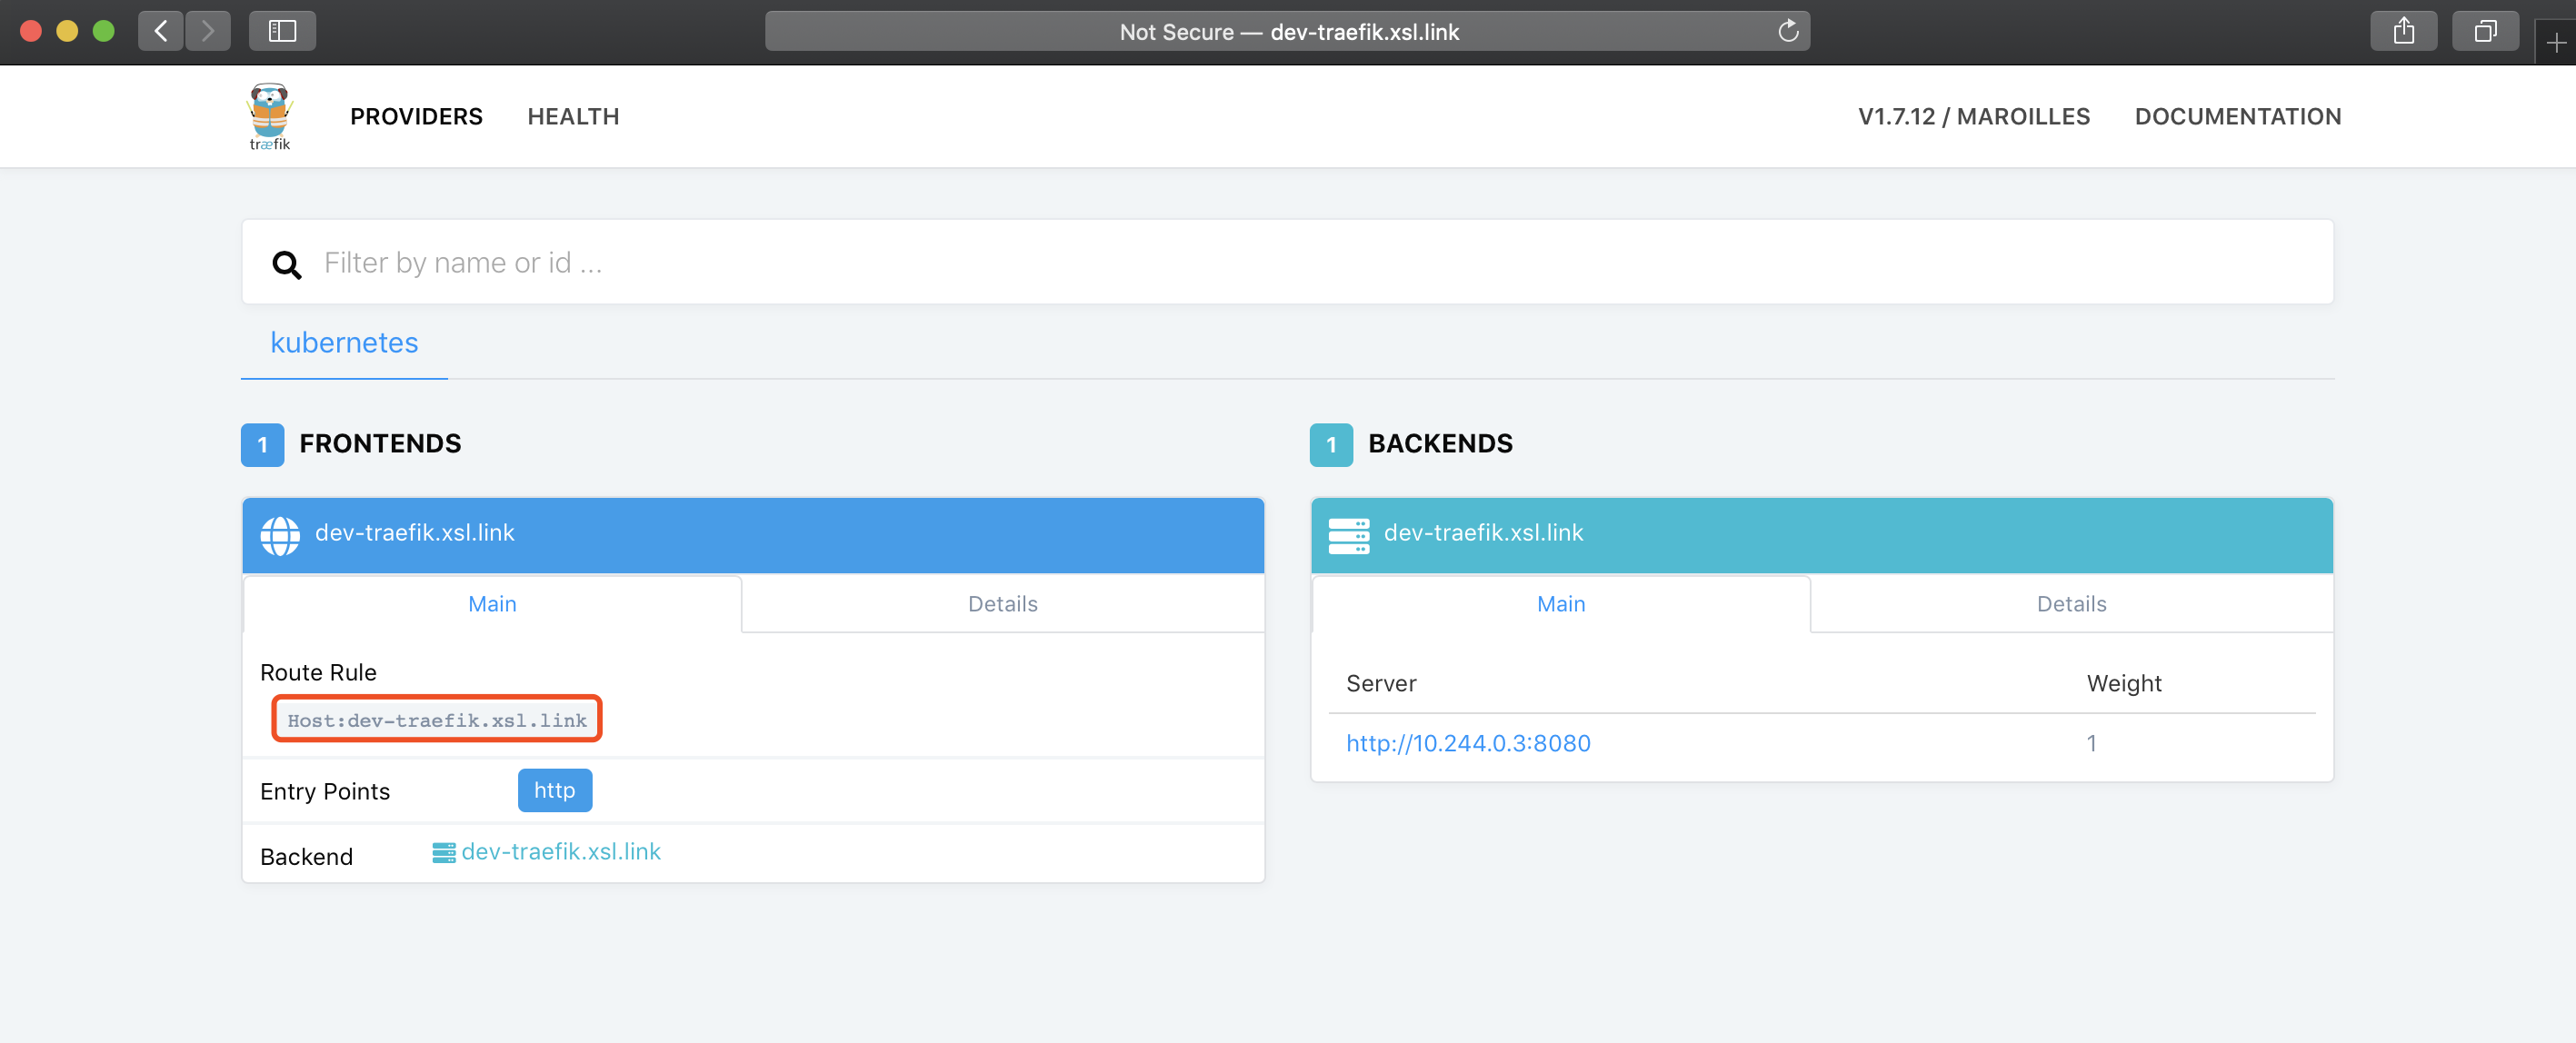 Not Secure — dev-traefik.xsl.link
træfik
PROVIDERS HEALTH V1.7.12 / MAROILLES DOCUMENTATION
Filter by name or id ...
kubernetes
1 FRONTENDS
dev-traefik.xsl.link
Main Details
Route Rule
Host:dev-traefik.xsl.link
Entry Points http
Backend dev-traefik.xsl.link
1 BACKENDS
dev-traefik.xsl.link
Main Details
Server Weight
http://10.244.0.3:8080 1